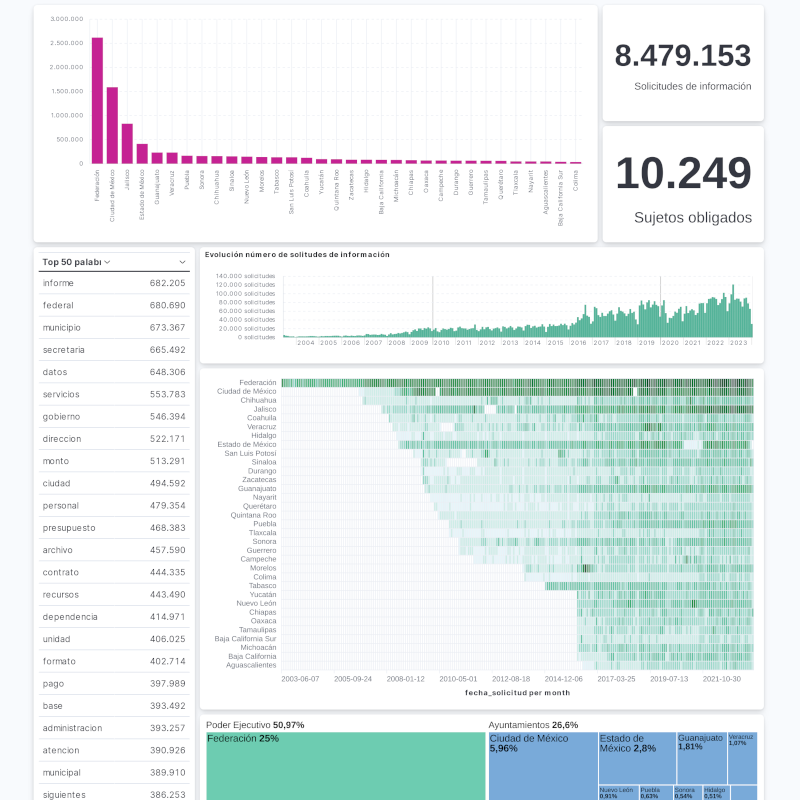 3.000.000
2.500.000
2.000.000
1.500.000
1.000.000
500.000
0
Federación
Ciudad de México
Jalisco
Estado de México
Guanajuato
Veracruz
Puebla
Sonora
Chihuahua
Sinaloa
Nuevo León
Morelos
Tabasco
San Luis Potosí
Coahuila
Yucatán
Quintana Roo
Zacatecas
Hidalgo
Baja California
Michoacán
Chiapas
Oaxaca
Campeche
Durango
Guerrero
Tamaulipas
Querétaro
Tlaxcala
Nayarit
Aguascalientes
Baja California Sur
Colima
8.479.153
Solicitudes de información
10.249
Sujetos obligados
Top 50 palab
informe 682.205
federal 680.690
municipio 673.367
secretaria 665.492
datos 648.306
servicios 553.783
gobierno 546.394
direccion 522.171
monto 513.291
ciudad 494.592
personal 479.354
presupuesto 468.383
archivo 457.590
contrato 444.335
recursos 443.490
dependencia 414.971
unidad 406.025
formato 402.714
pago 397.989
base 393.492
administracion 393.257
atencion 390.926
municipal 389.910
siguientes 386.253
Evolución número de solitudes de información
140.000 solicitudes
120.000 solicitudes
100.000 solicitudes
80.000 solicitudes
60.000 solicitudes
40.000 solicitudes
20.000 solicitudes
0 solicitudes
2004 2005 2006 2007 2008 2009 2010 2011 2012 2013 2014 2015 2016 2017 2018 2019 2020 2021 2022 2023
Federación
Ciudad de México
Chihuahua
Jalisco
Coahuila
Veracruz
Hidalgo
Estado de México
San Luis Potosí
Sinaloa
Durango
Zacatecas
Guanajuato
Nayarit
Querétaro
Quintana Roo
Puebla
Tlaxcala
Sonora
Guerrero
Campeche
Morelos
Colima
Tabasco
Yucatán
Nuevo León
Chiapas
Oaxaca
Tamaulipas
Baja California Sur
Michoacán
Baja California
Aguascalientes
2003-06-07 2005-09-24 2008-01-12 2010-05-01 2012-08-18 2014-12-06 2017-03-25 2019-07-13 2021-10-30
fecha_solicitud per month
Poder Ejecutivo 50,97%
Federación 25%
Ayuntamientos 26,6%
Ciudad de México
5,96%
Estado de
México 2,8%
Guanajuato
1,81%
Veracruz
1,07%
Nuevo León
0,91%
Puebla
0,63%
Sonora
0,54%
Hidalgo
0,51%